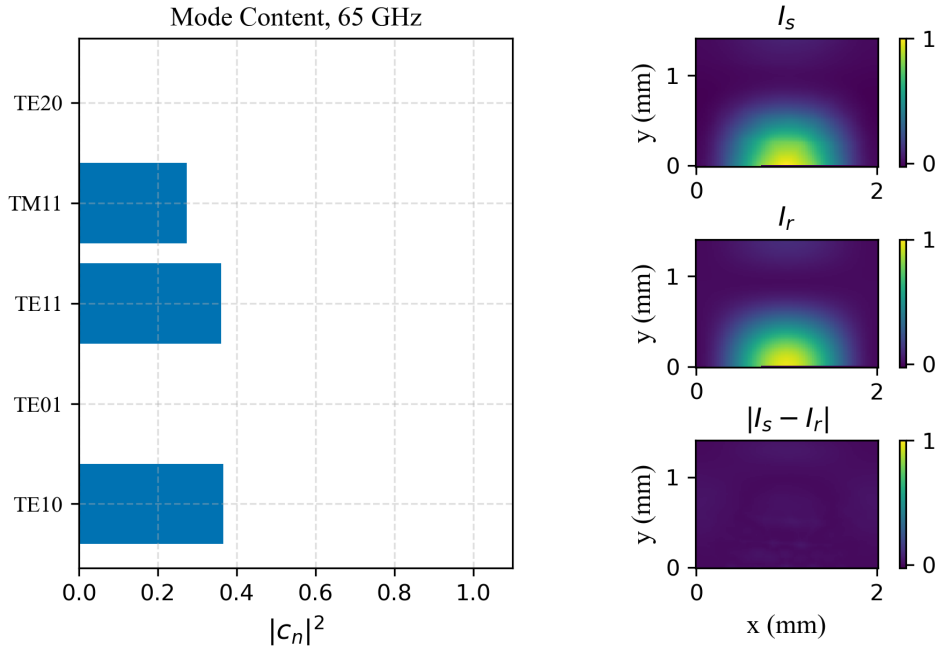 Mode Content, 65 GHz
TE20
TM11
TE11
TE01
TE10
0.0 0.2 0.4 0.6 0.8 1.0
|c_n|^2
I_s
y (mm)
1
0
0 2
1
0
I_r
y (mm)
1
0
0 2
1
0
|I_s − I_r|
y (mm)
1
0
0 2
1
0
x (mm)